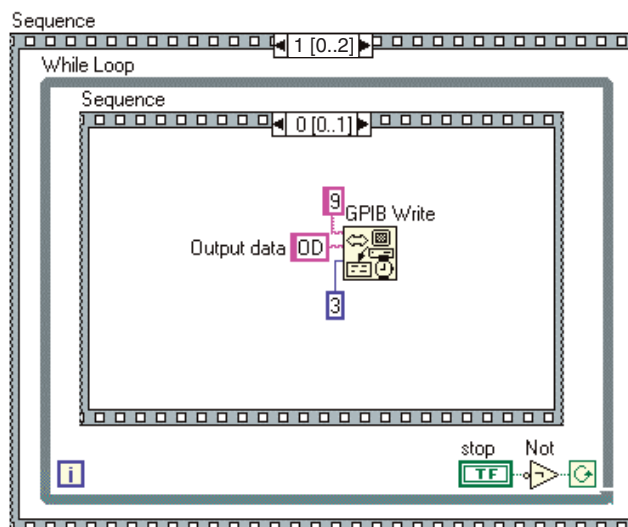 Sequence
1 [0..2]
While Loop
Sequence
0 [0..1]
9
GPIB Write
Output data OD
3
stop Not
i TF